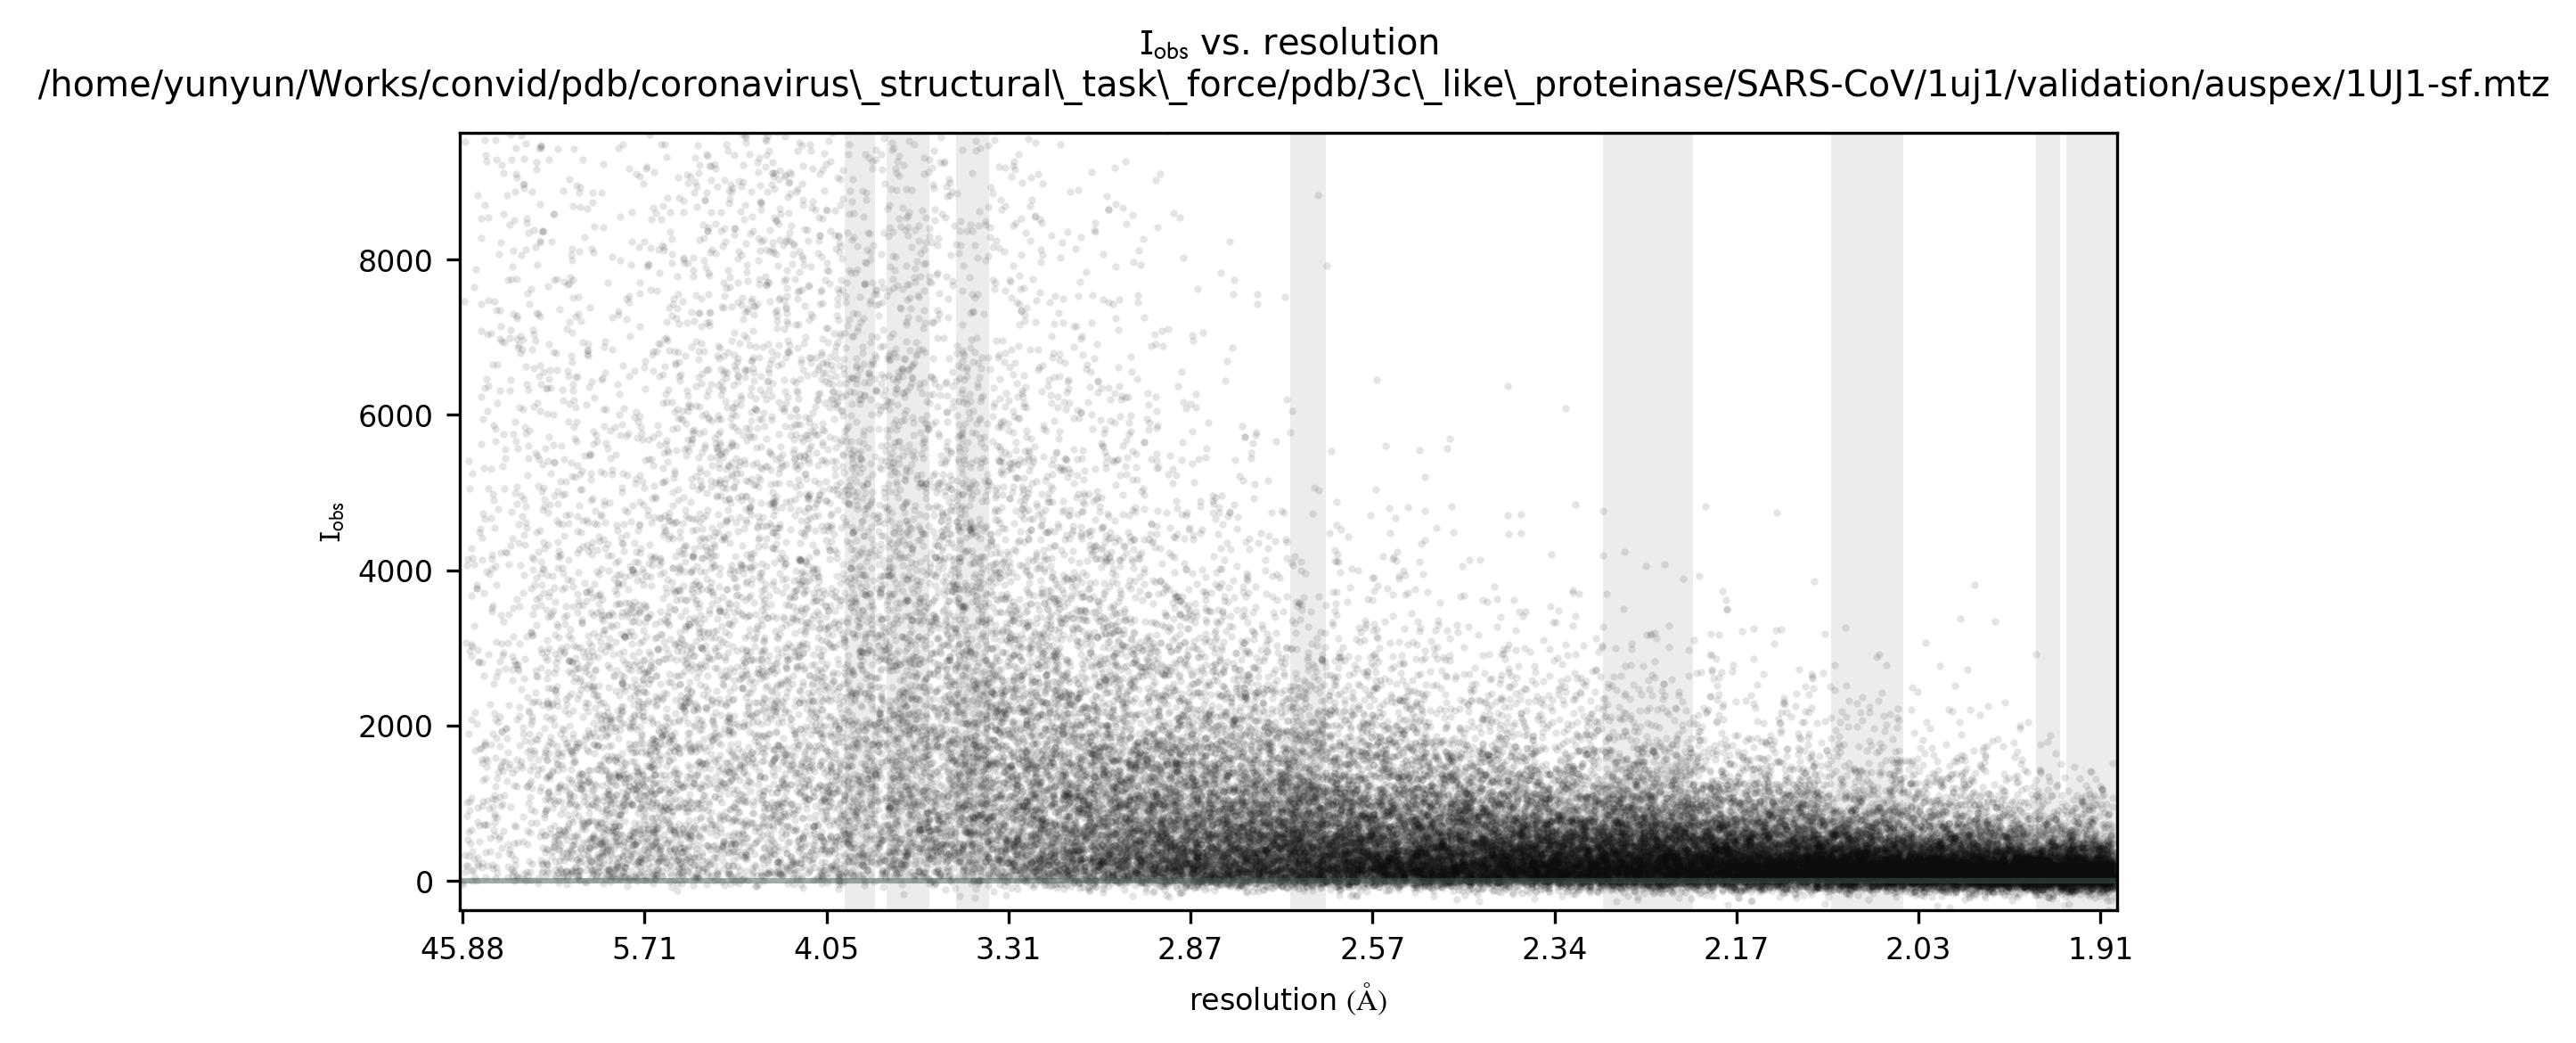 Iobs vs. resolution
/home/yunyun/Works/convid/pdb/coronavirus\_structural\_task\_force/pdb/3c\_like\_proteinase/SARS-CoV/1uj1/validation/auspex/1UJ1-sf.mtz
8000
6000
4000
2000
0
Iobs
45.88 5.71 4.05 3.31 2.87 2.57 2.34 2.17 2.03 1.91
resolution (Å)